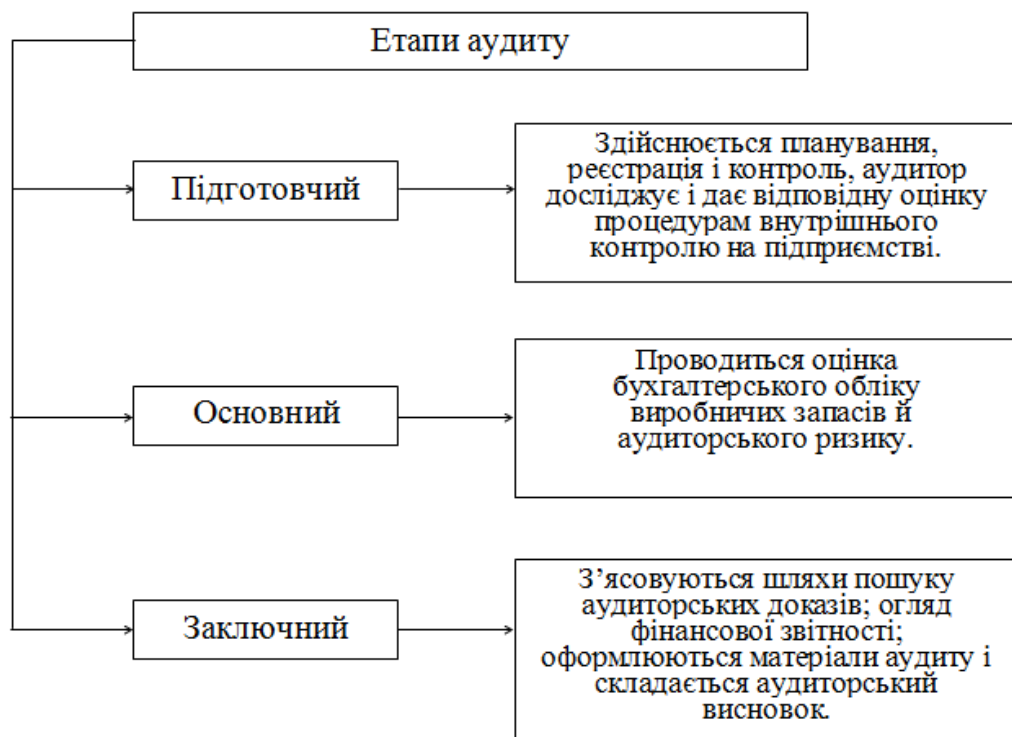 Етапи аудиту
Підготовчий
Здійснюється планування,
реєстрація і контроль, аудитор
досліджує і дає відповідну оцінку
процедурам внутрішнього
контролю на підприємстві.
Основний
Проводиться оцінка
бухгалтерського обліку
виробничих запасів й
аудиторського ризику.
Заключний
З’ясовуються шляхи пошуку
аудиторських доказів; огляд
фінансової звітності;
оформлюються матеріали аудиту і
складається аудиторський
висновок.